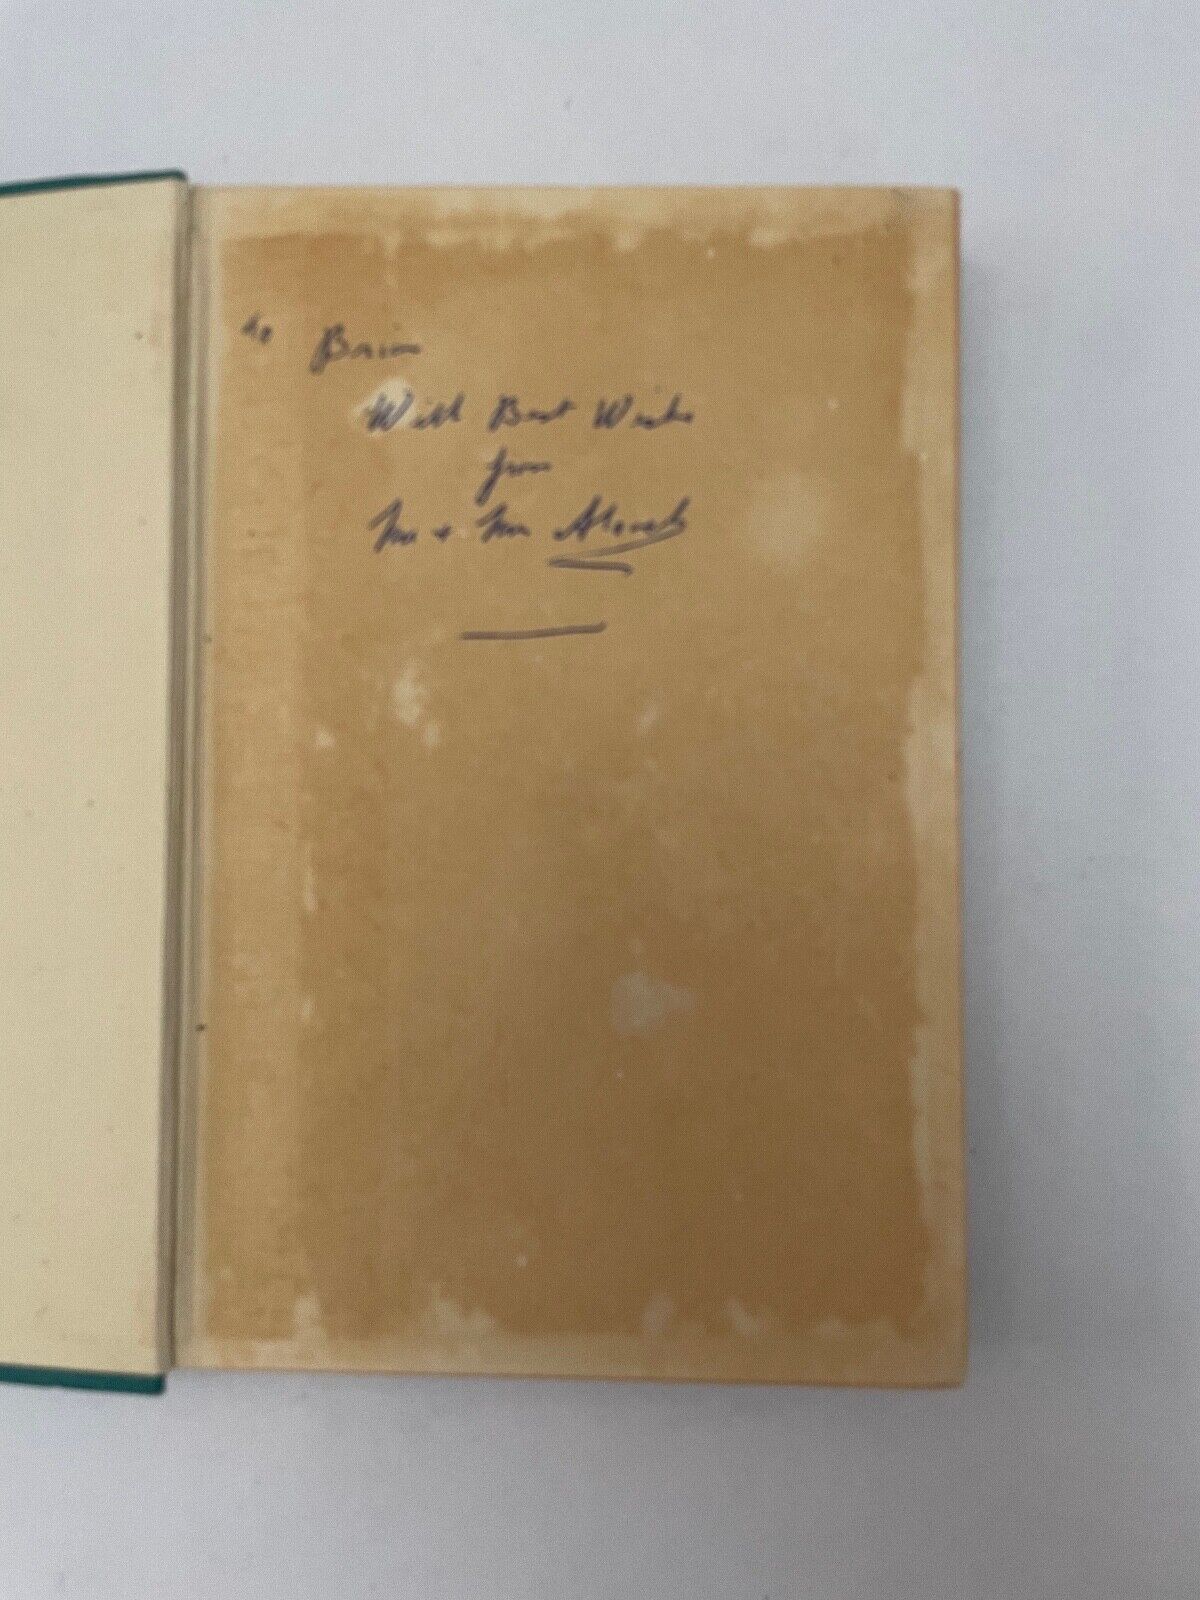 to Brian
With Best Wishes
from
Mr & Mrs